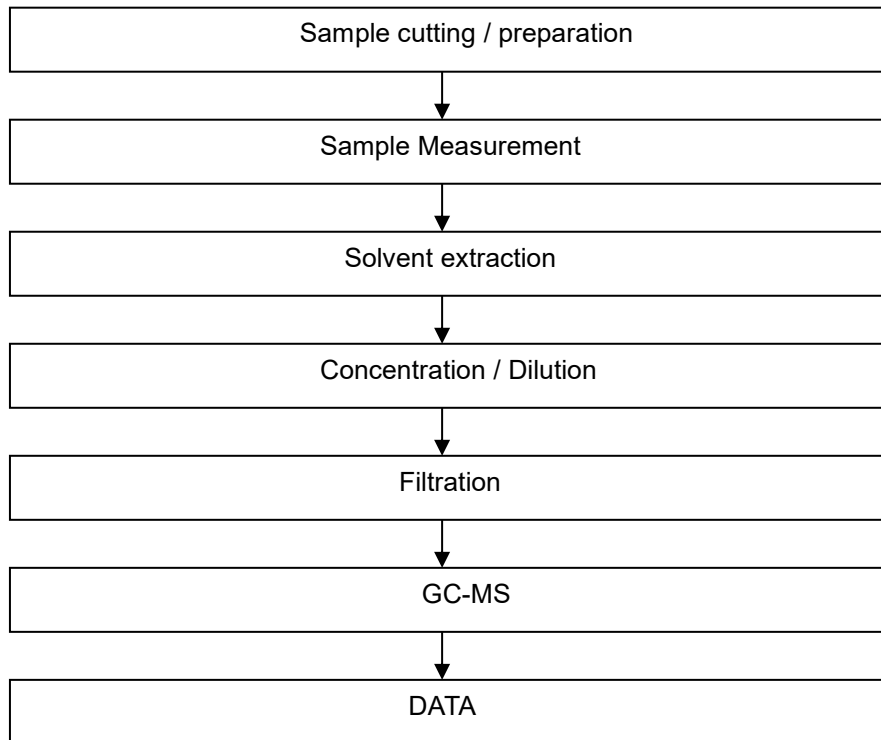 Sample cutting / preparation
Sample Measurement
Solvent extraction
Concentration / Dilution
Filtration
GC-MS
DATA